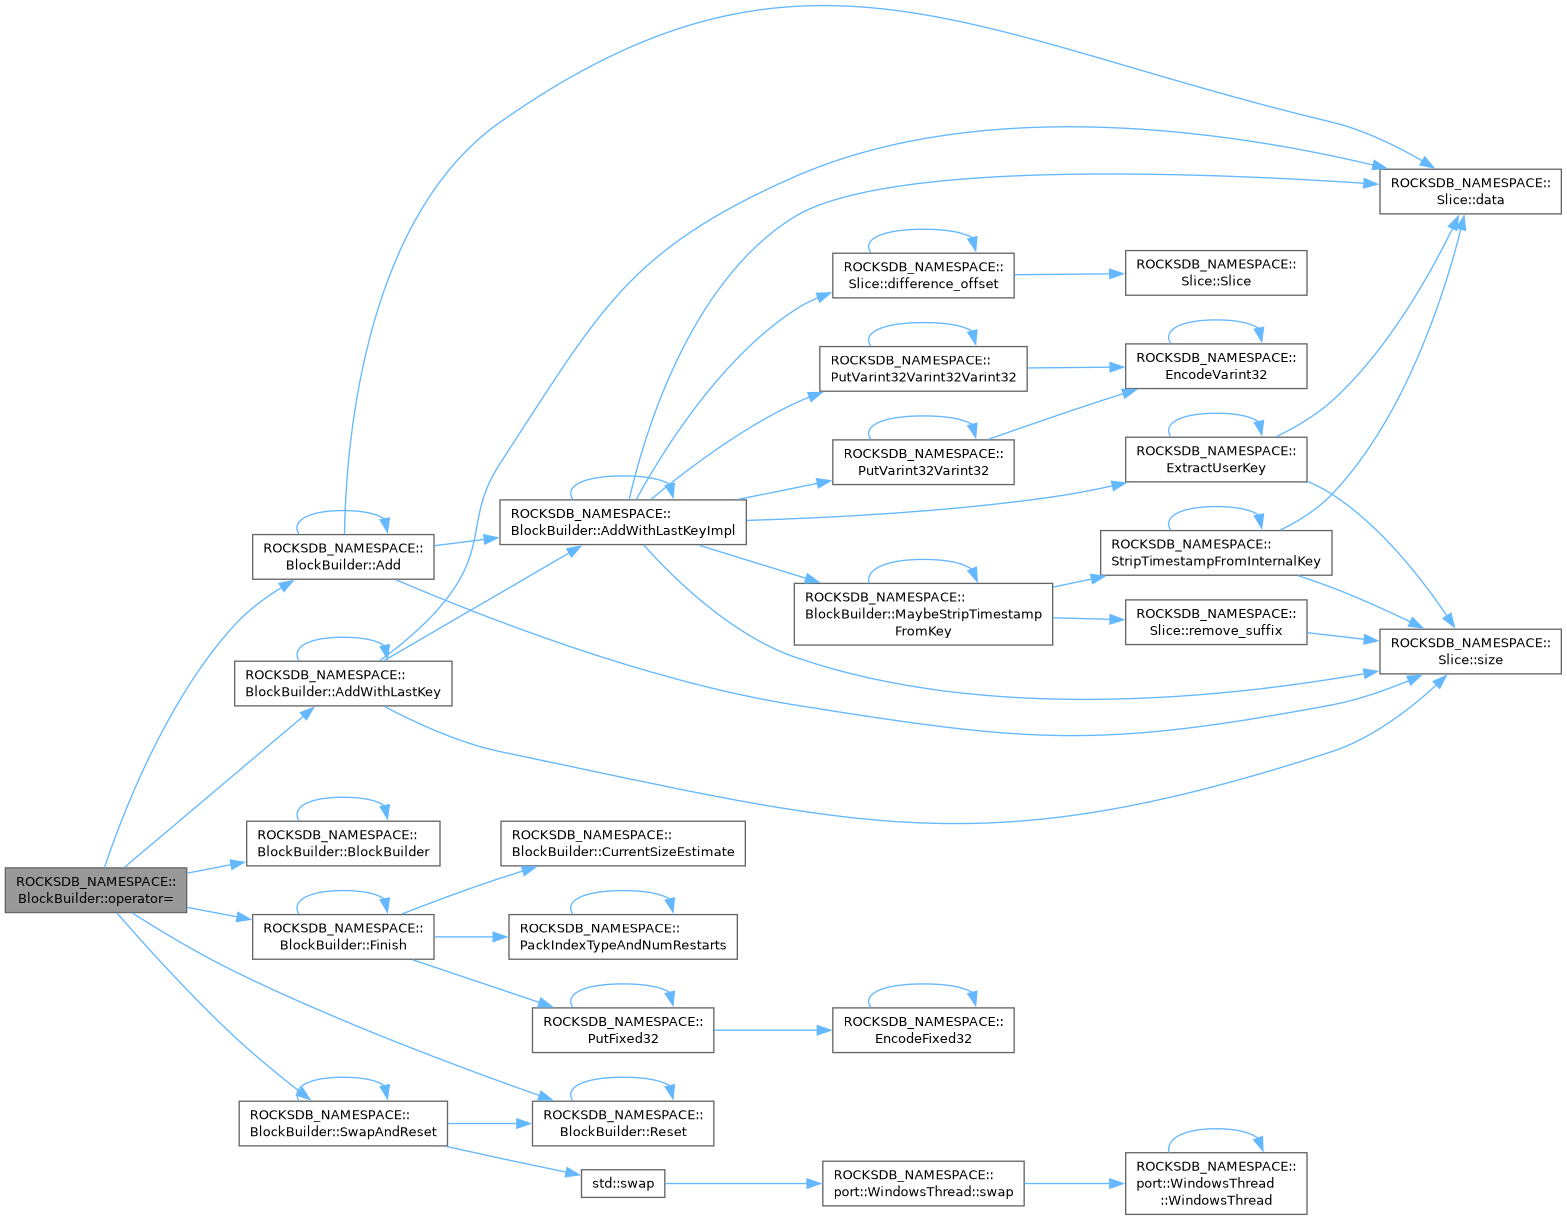 ROCKSDB_NAMESPACE::
Slice::data
ROCKSDB_NAMESPACE::
Slice::difference_offset
ROCKSDB_NAMESPACE::
Slice::Slice
ROCKSDB_NAMESPACE::
PutVarint32Varint32Varint32
ROCKSDB_NAMESPACE::
EncodeVarint32
ROCKSDB_NAMESPACE::
PutVarint32Varint32
ROCKSDB_NAMESPACE::
ExtractUserKey
ROCKSDB_NAMESPACE::
BlockBuilder::AddWithLastKeyImpl
ROCKSDB_NAMESPACE::
BlockBuilder::Add
ROCKSDB_NAMESPACE::
StripTimestampFromInternalKey
ROCKSDB_NAMESPACE::
BlockBuilder::MaybeStripTimestamp
FromKey
ROCKSDB_NAMESPACE::
Slice::remove_suffix
ROCKSDB_NAMESPACE::
Slice::size
ROCKSDB_NAMESPACE::
BlockBuilder::AddWithLastKey
ROCKSDB_NAMESPACE::
BlockBuilder::BlockBuilder
ROCKSDB_NAMESPACE::
BlockBuilder::CurrentSizeEstimate
ROCKSDB_NAMESPACE::
BlockBuilder::operator=
ROCKSDB_NAMESPACE::
BlockBuilder::Finish
ROCKSDB_NAMESPACE::
PackIndexTypeAndNumRestarts
ROCKSDB_NAMESPACE::
PutFixed32
ROCKSDB_NAMESPACE::
EncodeFixed32
ROCKSDB_NAMESPACE::
BlockBuilder::SwapAndReset
ROCKSDB_NAMESPACE::
BlockBuilder::Reset
std::swap
ROCKSDB_NAMESPACE::
port::WindowsThread::swap
ROCKSDB_NAMESPACE::
port::WindowsThread
::WindowsThread